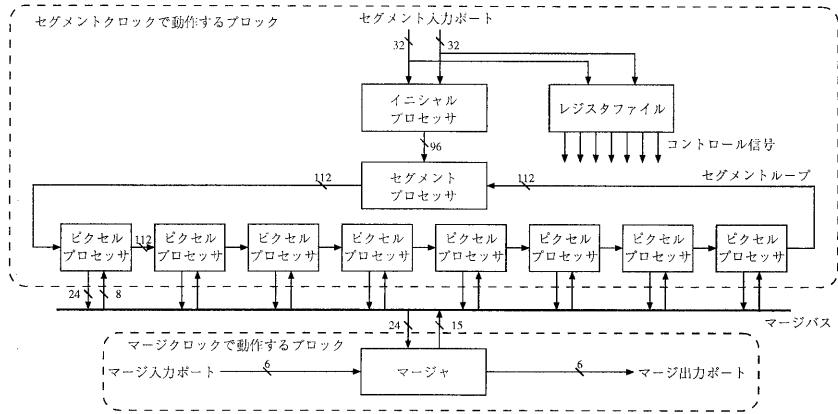 セグメントクロックで動作するブロック
セグメント入力ポート
32
32
イニシャル
プロセッサ
レジスタファイル
96
コントロール信号
セグメント
プロセッサ
112
112
セグメントループ
ピクセル
プロセッサ
112
ピクセル
プロセッサ
ピクセル
プロセッサ
ピクセル
プロセッサ
ピクセル
プロセッサ
ピクセル
プロセッサ
ピクセル
プロセッサ
ピクセル
プロセッサ
24
8
マージバス
24
15
マージクロックで動作するブロック
マージ入力ポート
6
マージャ
6
マージ出力ポート